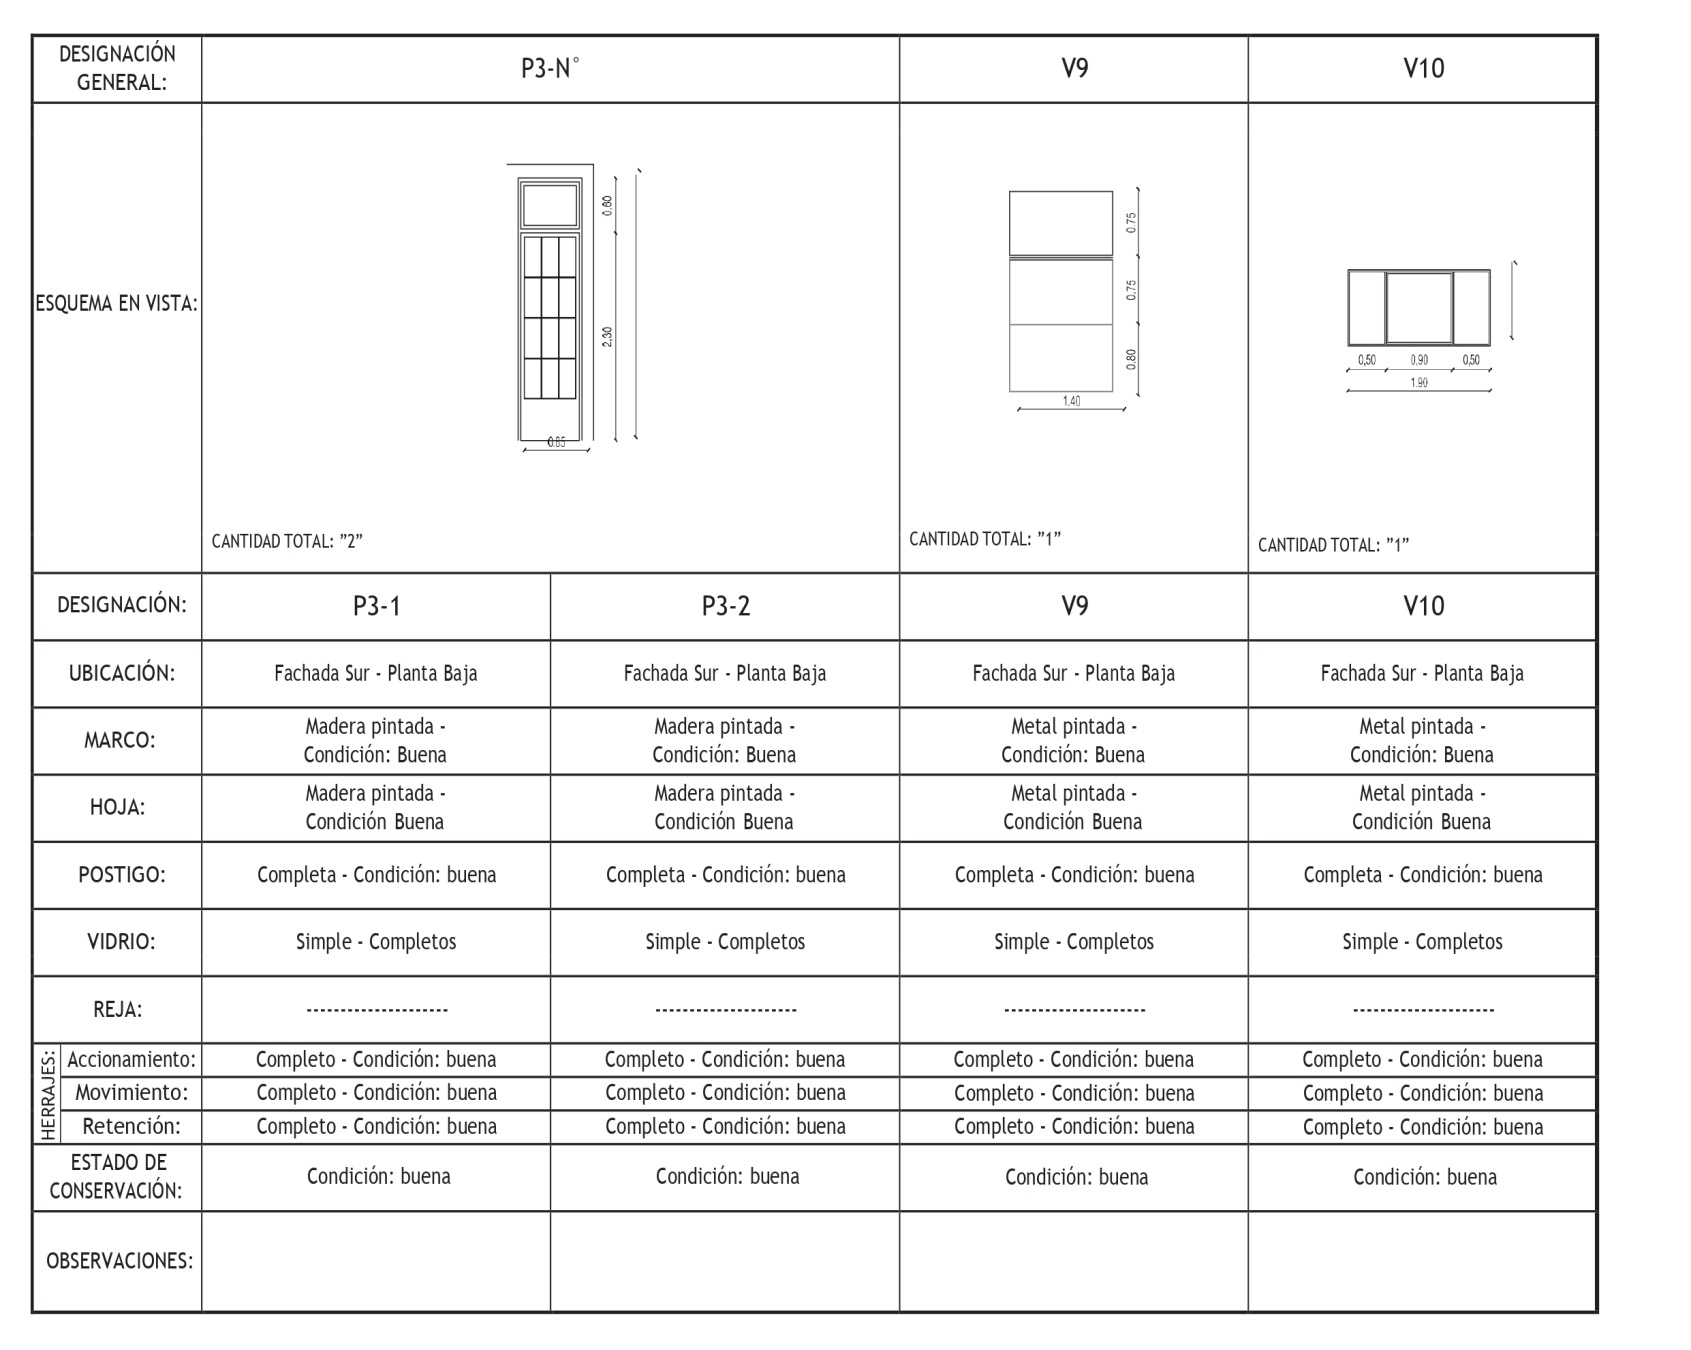 DESIGNACIÓN
GENERAL:
P3-N°
V9
V10
ESQUEMA EN VISTA:
0.60
2.30
0.85
CANTIDAD TOTAL: ”2”
0.75
0.75
0.80
1.40
CANTIDAD TOTAL: ”1”
0,50
0,90
0,50
1.90
CANTIDAD TOTAL: ”1”
DESIGNACIÓN:
P3-1
P3-2
V9
V10
UBICACIÓN:
Fachada Sur - Planta Baja
Fachada Sur - Planta Baja
Fachada Sur - Planta Baja
Fachada Sur - Planta Baja
MARCO:
Madera pintada -
Condición: Buena
Madera pintada -
Condición: Buena
Metal pintada -
Condición: Buena
Metal pintada -
Condición: Buena
HOJA:
Madera pintada -
Condición Buena
Madera pintada -
Condición Buena
Metal pintada -
Condición Buena
Metal pintada -
Condición Buena
POSTIGO:
Completa - Condición: buena
Completa - Condición: buena
Completa - Condición: buena
Completa - Condición: buena
VIDRIO:
Simple - Completos
Simple - Completos
Simple - Completos
Simple - Completos
REJA:
---------------------
---------------------
---------------------
---------------------
HERRAJES:
Accionamiento:
Completo - Condición: buena
Completo - Condición: buena
Completo - Condición: buena
Completo - Condición: buena
Movimiento:
Completo - Condición: buena
Completo - Condición: buena
Completo - Condición: buena
Completo - Condición: buena
Retención:
Completo - Condición: buena
Completo - Condición: buena
Completo - Condición: buena
Completo - Condición: buena
ESTADO DE
CONSERVACIÓN:
Condición: buena
Condición: buena
Condición: buena
Condición: buena
OBSERVACIONES: